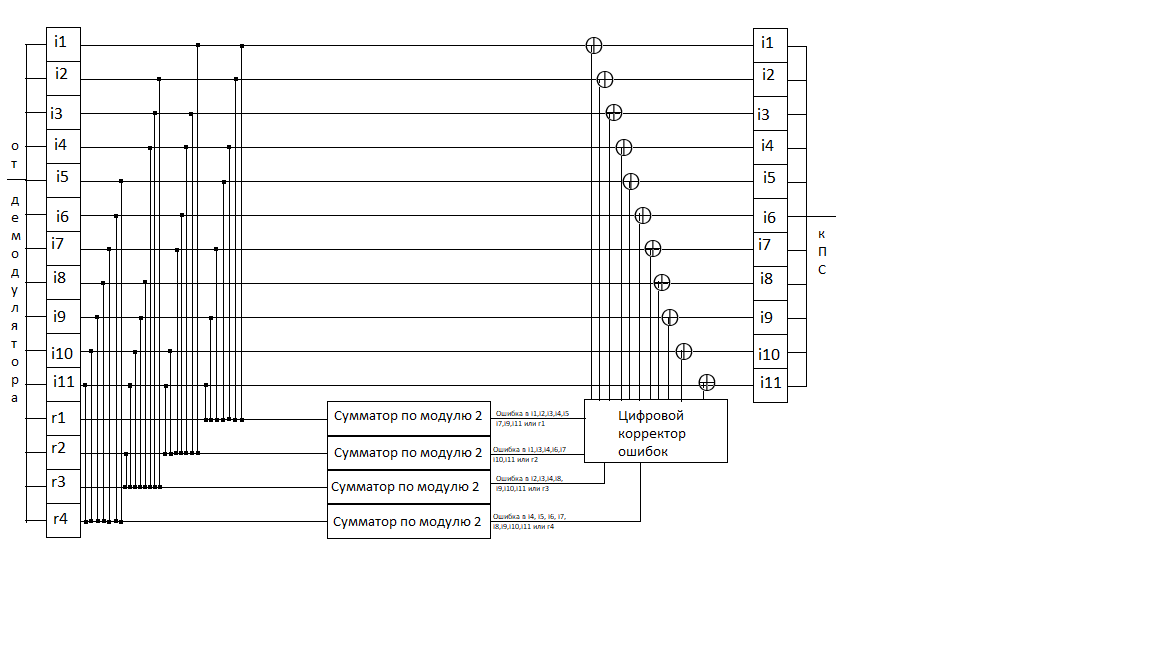 от демодулятора
i1
i2
i3
i4
i5
i6
i7
i8
i9
i10
i11
r1
r2
r3
r4
Сумматор по модулю 2
Сумматор по модулю 2
Сумматор по модулю 2
Сумматор по модулю 2
Ошибка в i1,i2,i3,i4,i5
i7,i9,i11 или r1
Ошибка в i1,i3,i4,i6,i7
i10,i11 или r2
Ошибка в i2,i3,i4,i8,
i9,i10,i11 или r3
Ошибка в i4, i5, i6, i7,
i8,i9,i10,i11 или r4
Цифровой
корректор
ошибок
i1
i2
i3
i4
i5
i6
i7
i8
i9
i10
i11
к ПС